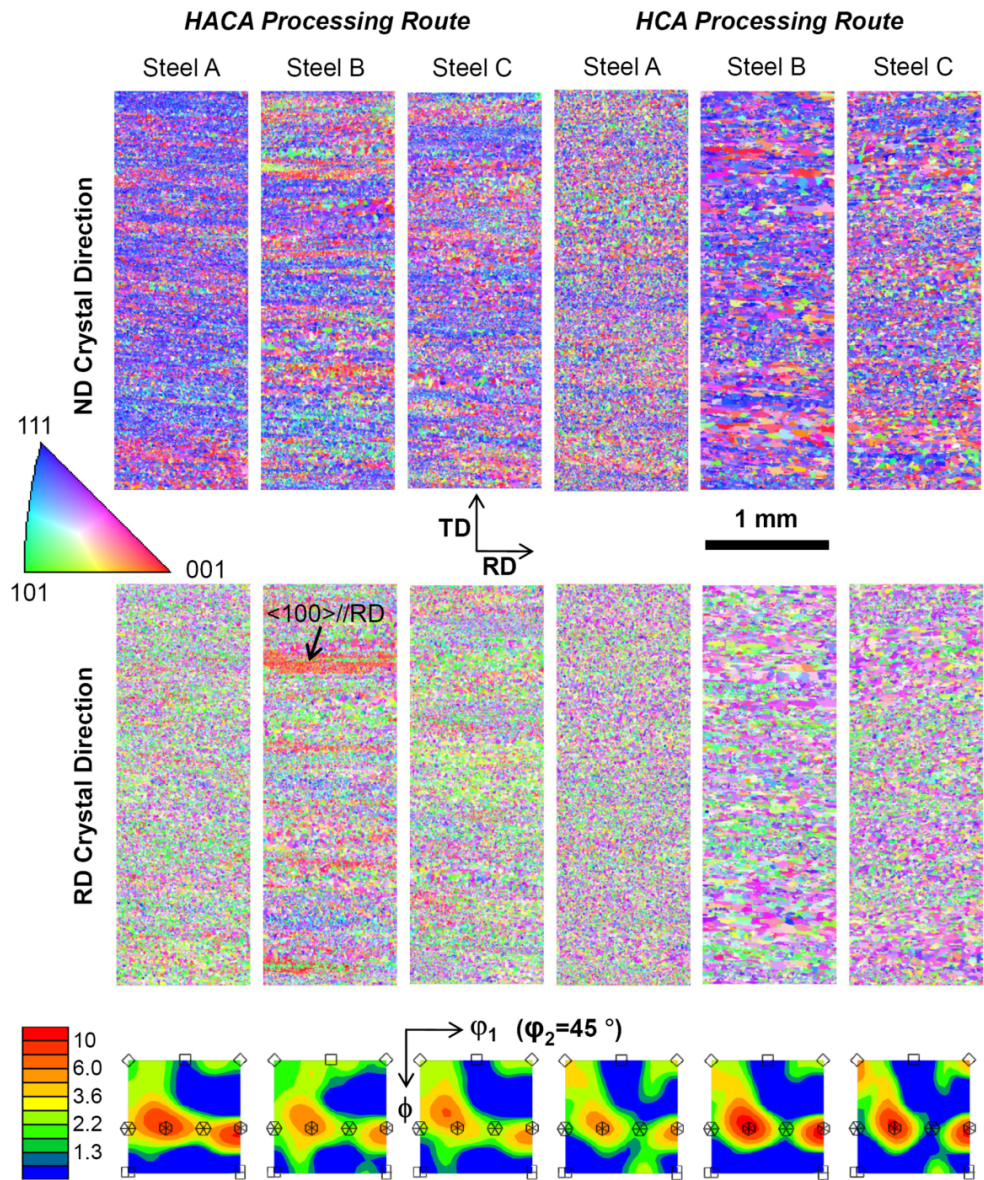 HACA Processing Route HCA Processing Route
Steel A Steel B Steel C Steel A Steel B Steel C
ND Crystal Direction
111
101
001
TD
RD
1 mm
<100>//RD
RD Crystal Direction
φ1 (φ2=45 °)
ϕ
10
6.0
3.6
2.2
1.3